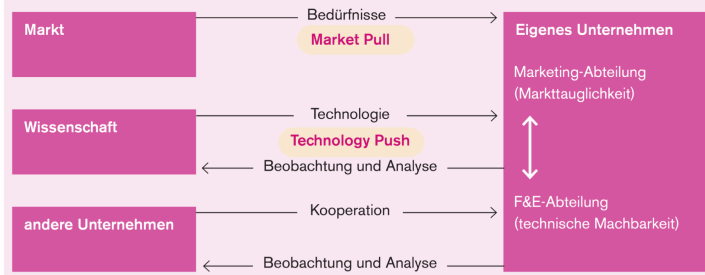 Bedürfnisse
Markt
Eigenes Unternehmen
Market Pull
Marketing-Abteilung
(Markttauglichkeit)
Technologie
Wissenschaft
Technology Push
Beobachtung und Analyse
F&E-Abteilung
Kooperation
(technische Machbarkeit)
andere Unternehmen
Beobachtung und Analyse